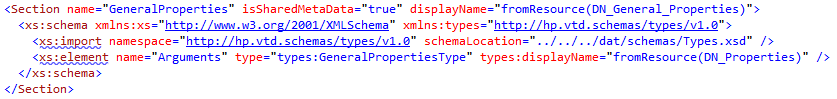 <Section name="GeneralProperties" isSharedMetaData="true" displayName="fromResource(DN_General_Properties)">
<xs:schema xmlns:xs="http://www.w3.org/2001/XMLSchema" xmlns:types="http://hp.vtd.schemas/types/v1.0">
<xs:import namespace="http://hp.vtd.schemas/types/v1.0" schemaLocation="../../../dat/schemas/Types.xsd" />
<xs:element name="Arguments" type="types:GeneralPropertiesType" types:displayName="fromResource(DN_Properties)" />
</xs:schema>
</Section>